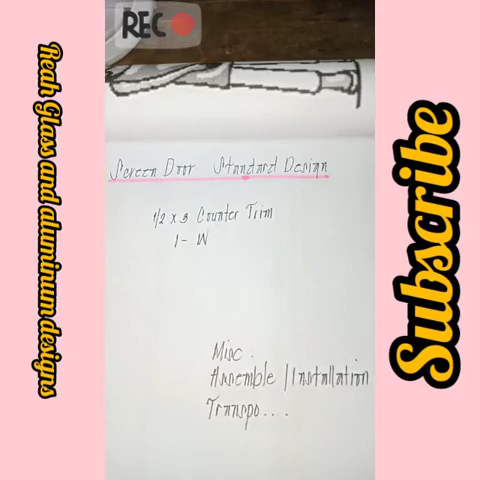 REC
Reah Glass and aluminum designs
Screen Door Standard Design
1/2 x 3 Counter Trim
1- W
Misc.
Assemble / Installation
Transpo...
Subscribe